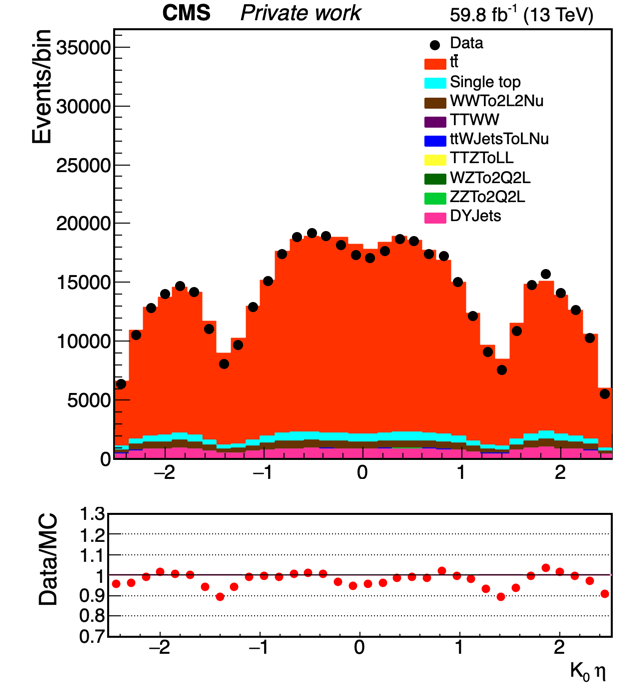 CMS Private work 59.8 fb⁻¹ (13 TeV)
Events/bin
35000
30000
25000
20000
15000
10000
5000
0
Data
tt̄
Single top
WWTo2L2Nu
TTWW
ttWJetsToLNu
TTZToLL
WZTo2Q2L
ZZTo2Q2L
DYJets
−2 −1 0 1 2
Data/MC
1.3
1.2
1.1
1
0.9
0.8
0.7
−2 −1 0 1 2
K₀ η